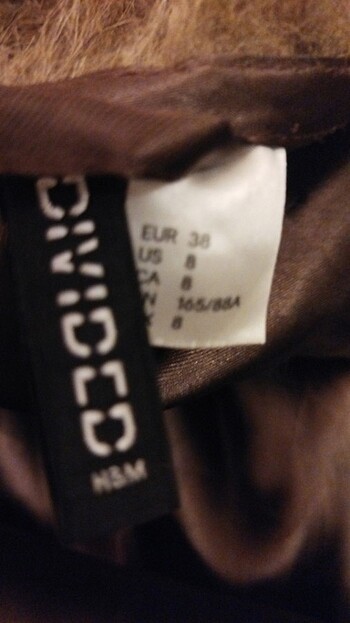 DIVIDED
H&M
EUR 38
US 8
CA 8
N 165/88A
8